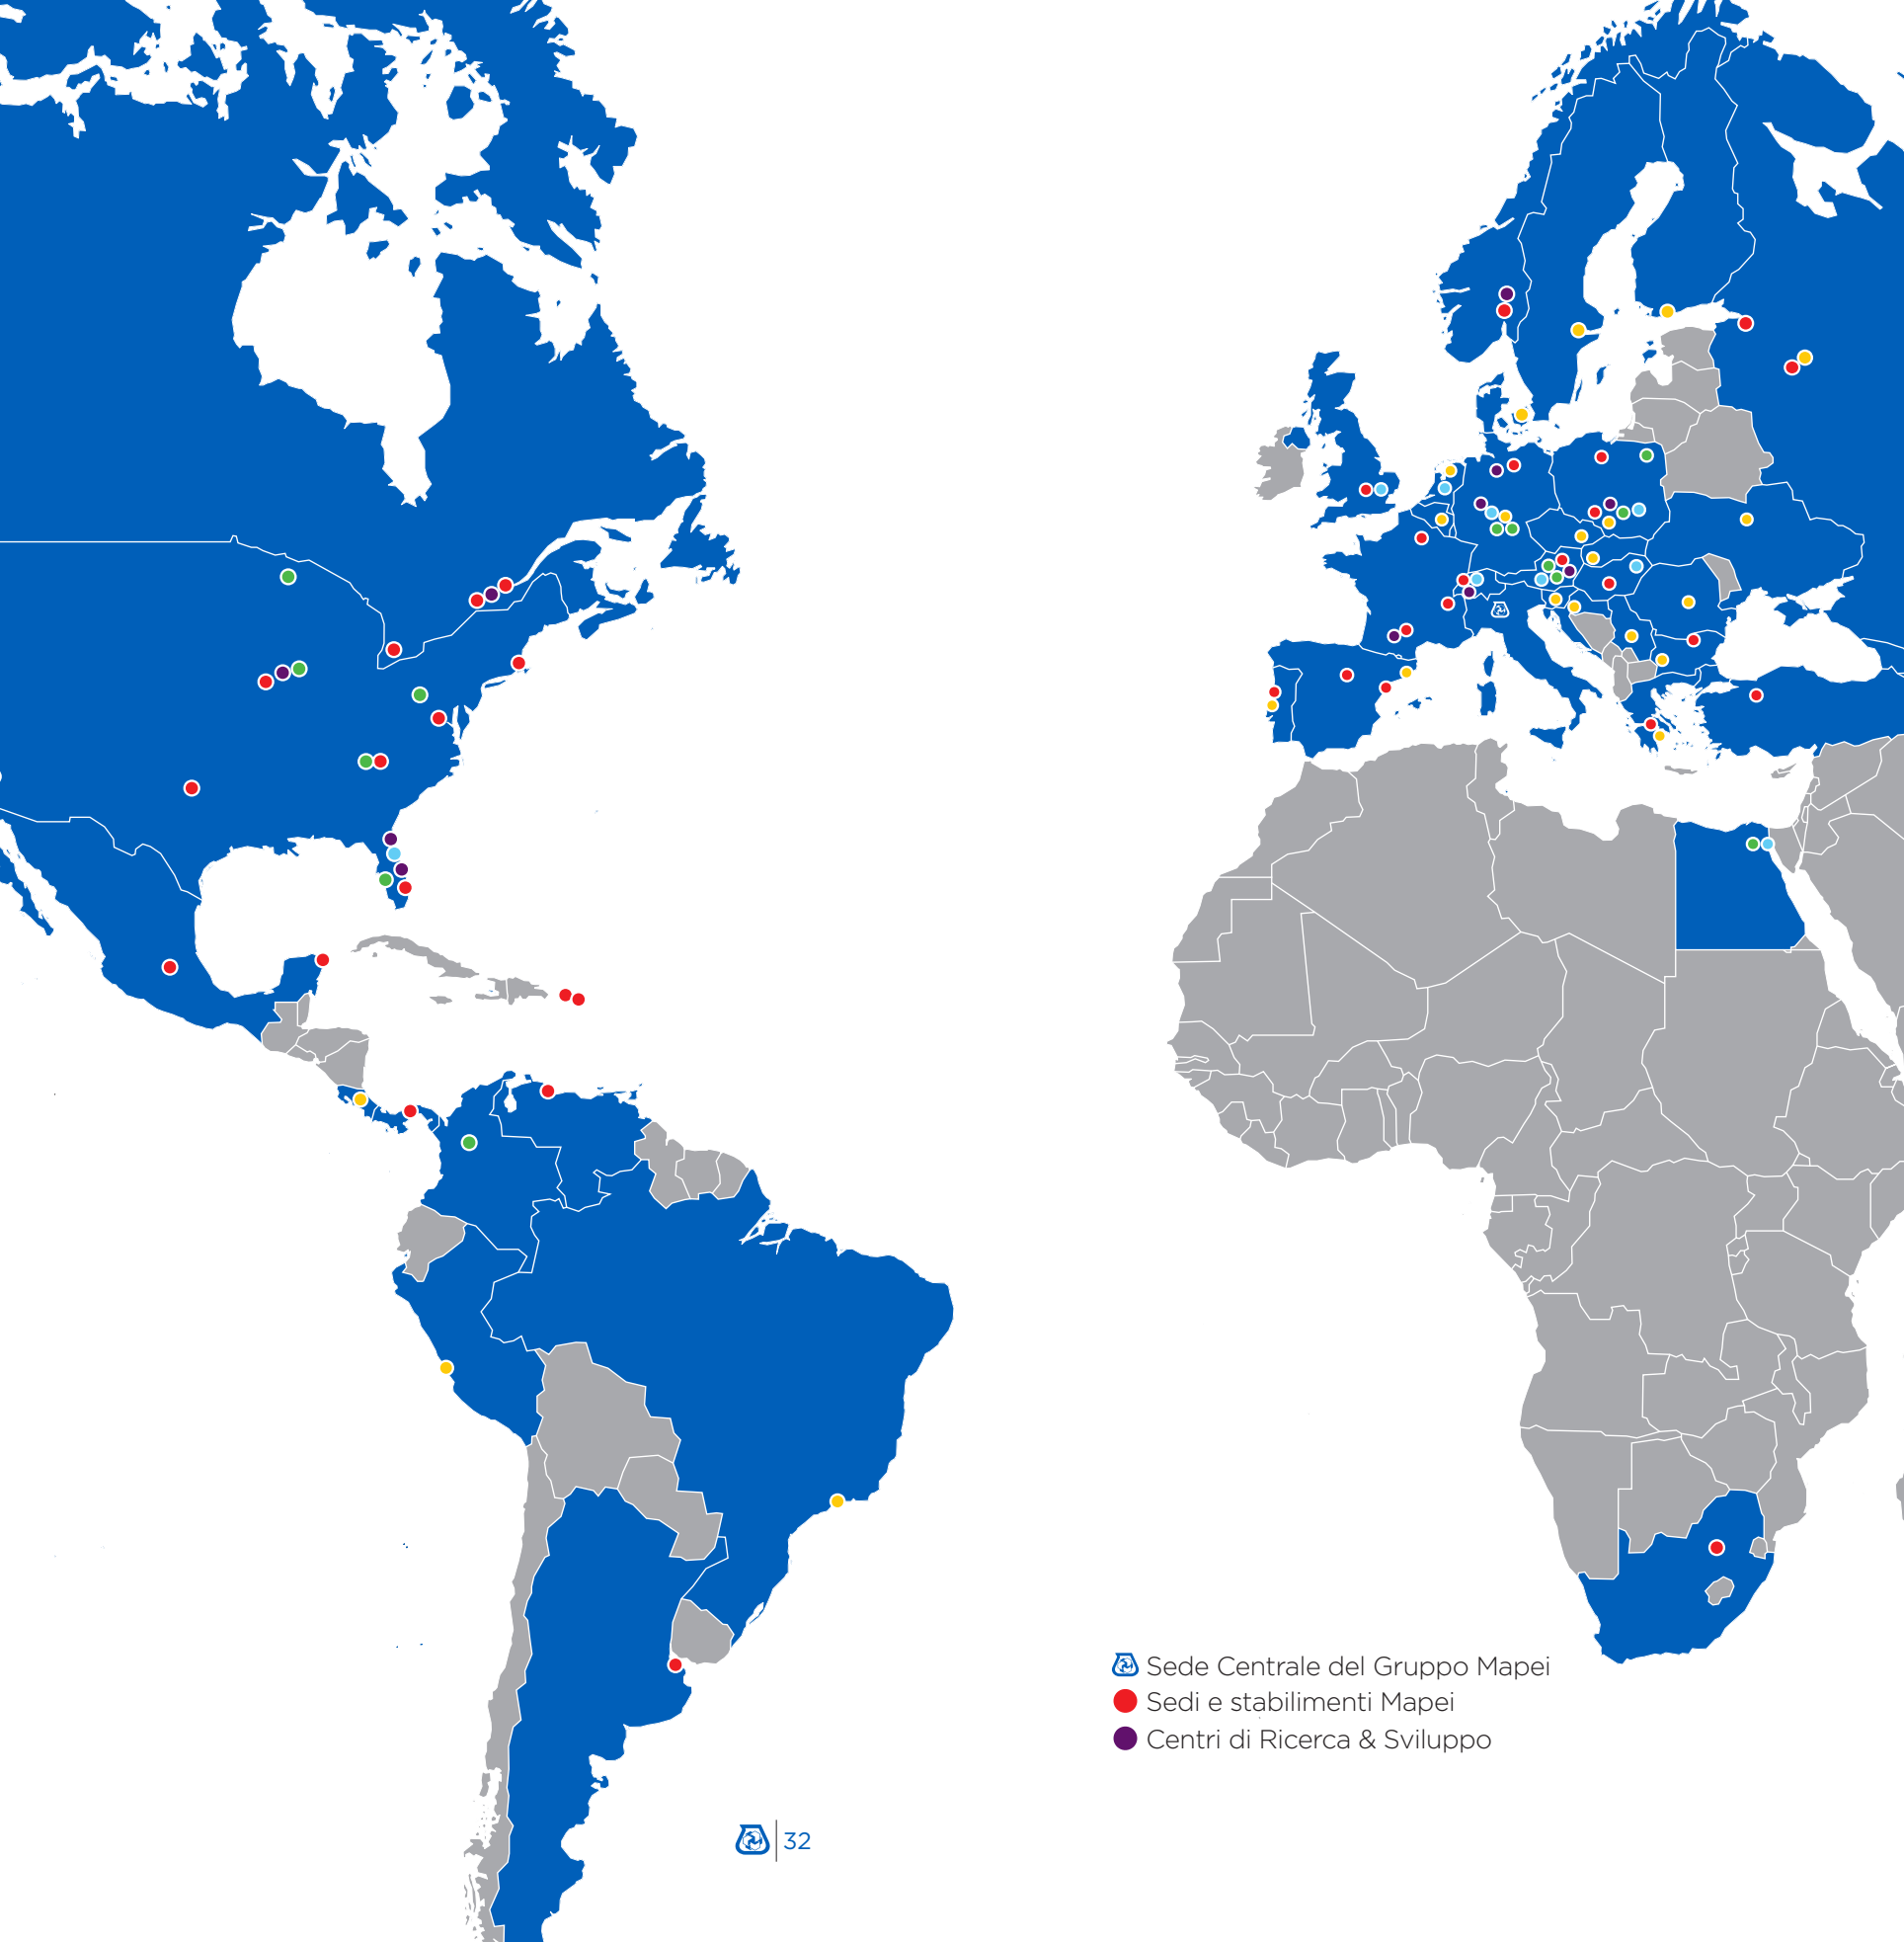 Sede Centrale del Gruppo Mapei
Sedi e stabilimenti Mapei
Centri di Ricerca & Sviluppo
32